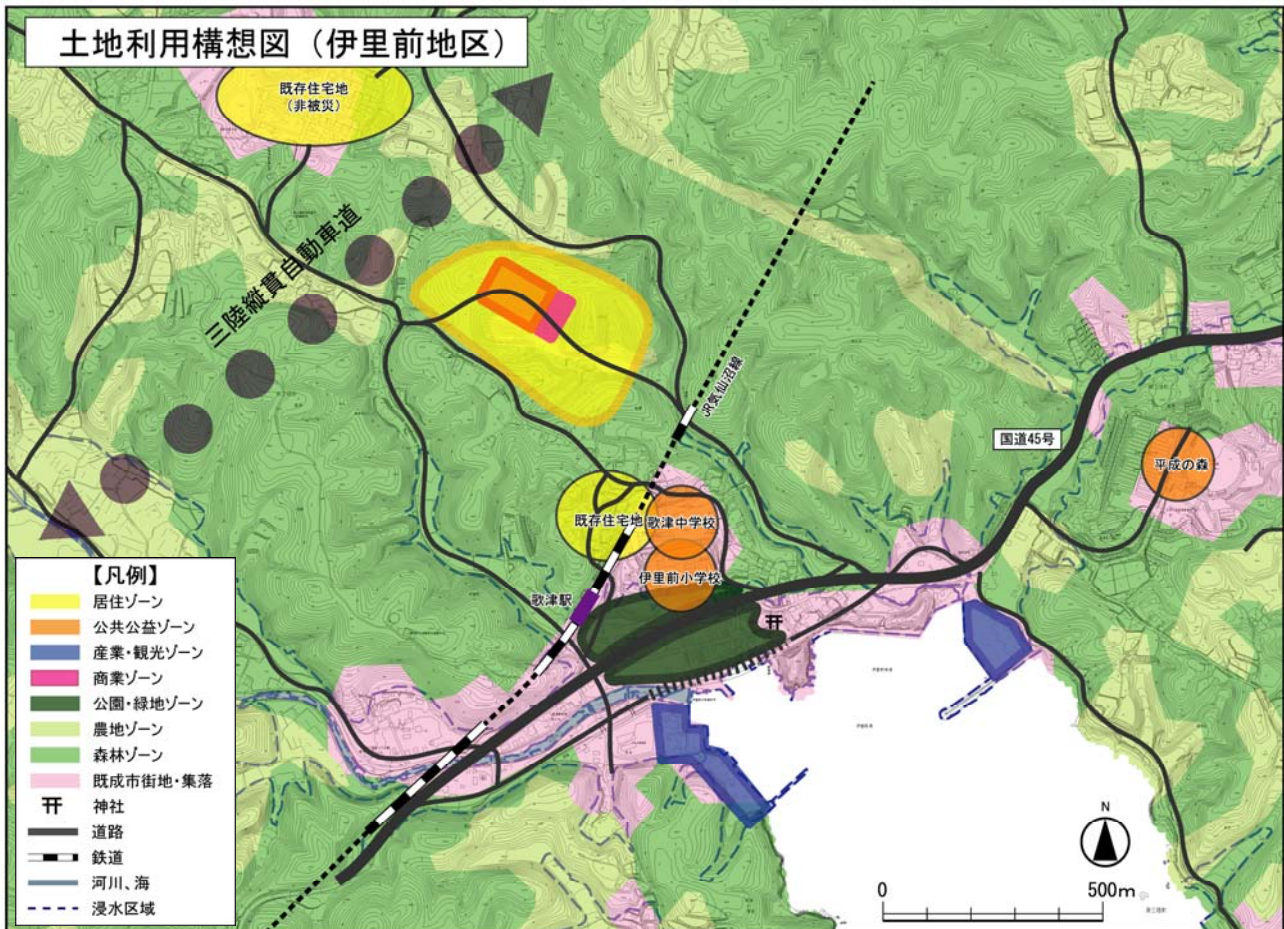 土地利用構想図（伊里前地区）
既存住宅地
（非被災）
三陸縦貫自動車道
JR気仙沼線
国道45号
平成の森
既存住宅地
歌津中学校
伊里前小学校
歌津駅
【凡例】
居住ゾーン
公共公益ゾーン
産業・観光ゾーン
商業ゾーン
公園・緑地ゾーン
農地ゾーン
森林ゾーン
既成市街地・集落
神社
道路
鉄道
河川、海
浸水区域
N
0 500m